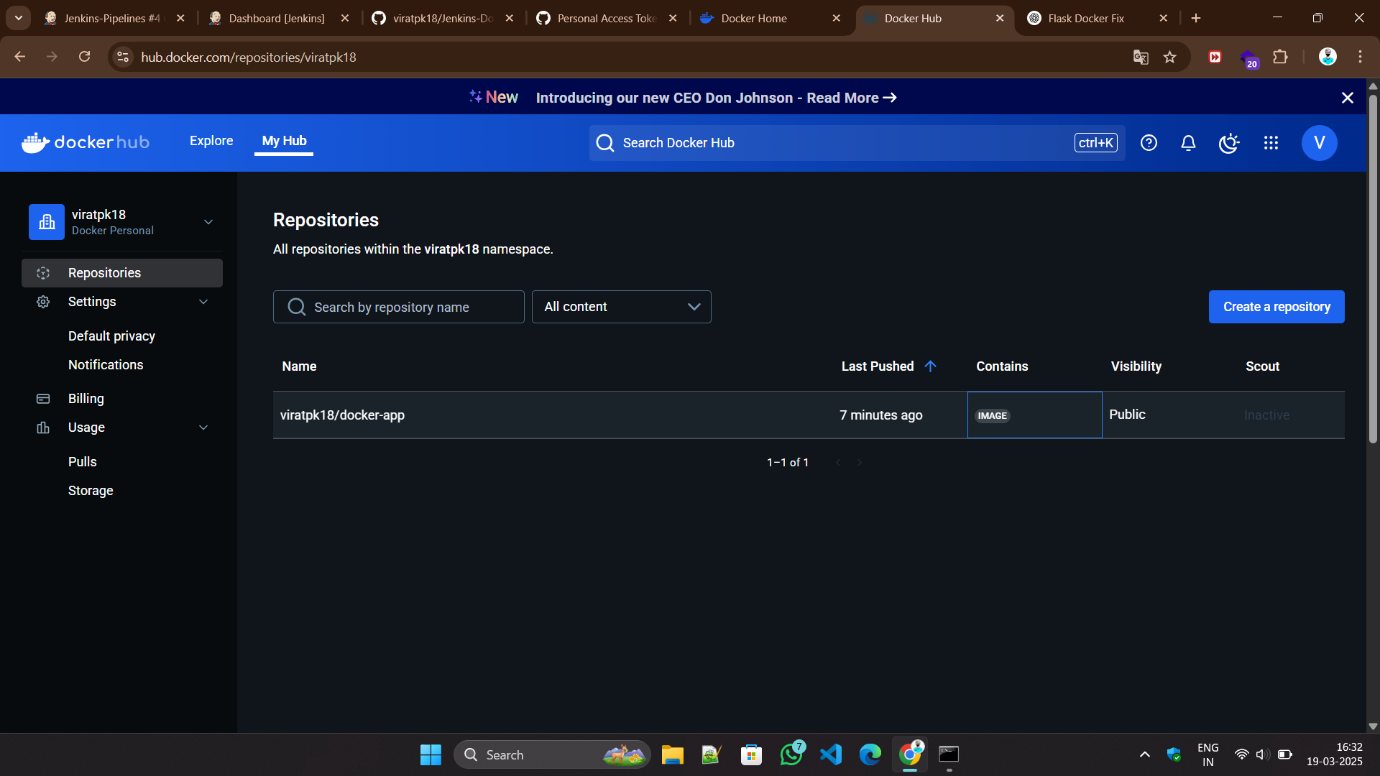 Jenkins-Pipelines #4
Dashboard [Jenkins]
viratpk18/Jenkins-Do
Personal Access Toke
Docker Home
Docker Hub
Flask Docker Fix
hub.docker.com/repositories/viratpk18
20
New Introducing our new CEO Don Johnson - Read More →
dockerhub
Explore
My Hub
Search Docker Hub
ctrl+K
V
viratpk18
Docker Personal
Repositories
Settings
Default privacy
Notifications
Billing
Usage
Pulls
Storage
Repositories
All repositories within the viratpk18 namespace.
Search by repository name
All content
Create a repository
Name Last Pushed Contains Visibility Scout
viratpk18/docker-app 7 minutes ago IMAGE Public Inactive
1–1 of 1
Search
7
ENG
IN
16:32
19-03-2025